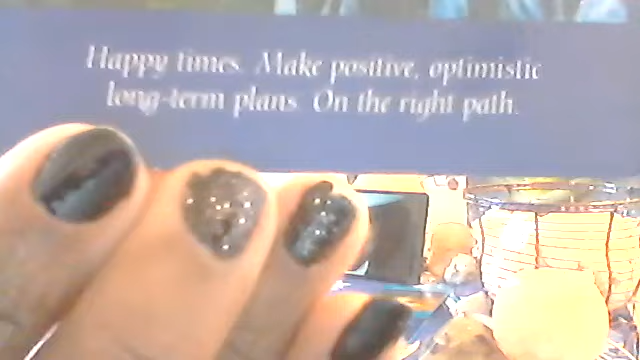 Happy times. Make positive, optimistic
long-term plans. On the right path.